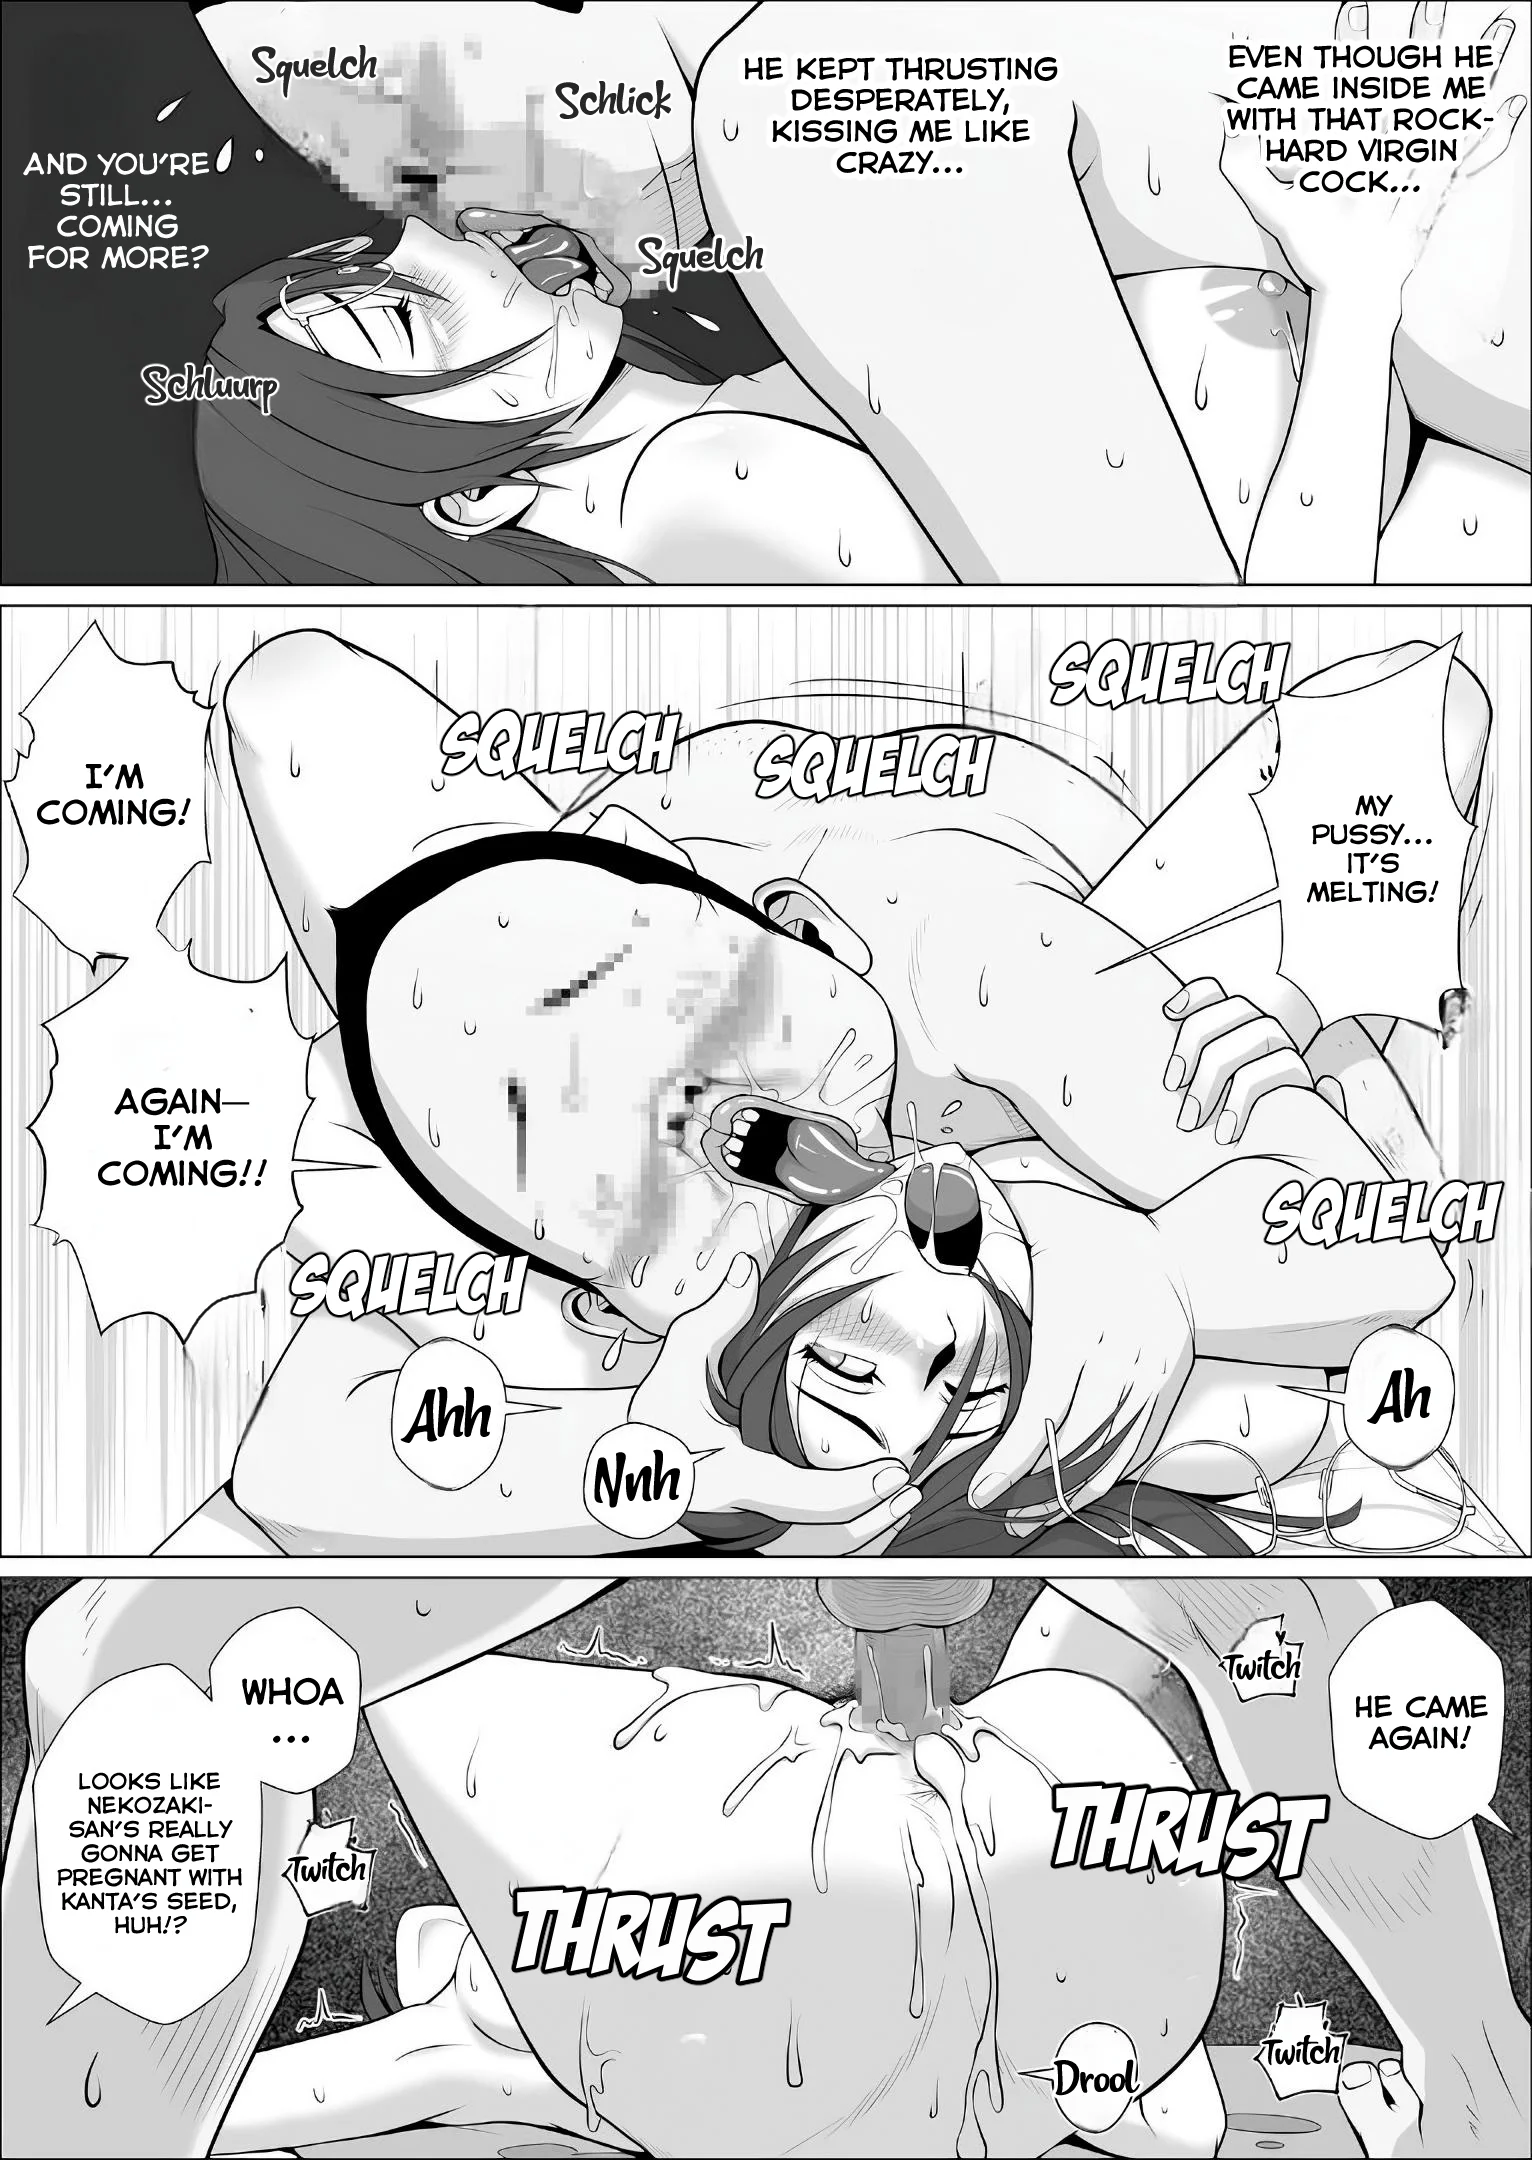 EVEN THOUGH HE
CAME INSIDE ME
WITH THAT ROCK-
HARD VIRGIN
COCK...
HE KEPT THRUSTING
DESPERATELY,
KISSING ME LIKE
CRAZY...
Schlick
Squelch
Squelch
AND YOU'RE
STILL...
COMING
FOR MORE?
Schluurp
SQUELCH
MY
PUSSY...
IT'S
MELTING!
SQUELCH
SQUELCH
I'M
COMING!
AGAIN—
I'M
COMING!!
SQUELCH
SQUELCH
Ah
Nnh
Ahh
HE CAME
AGAIN!
Twitch
THRUST
THRUST
WHOA
...
LOOKS LIKE
NEKOZAKI-
SAN'S REALLY
GONNA GET
PREGNANT WITH
KANTA'S SEED,
HUH!?
Twitch
Twitch
Drool